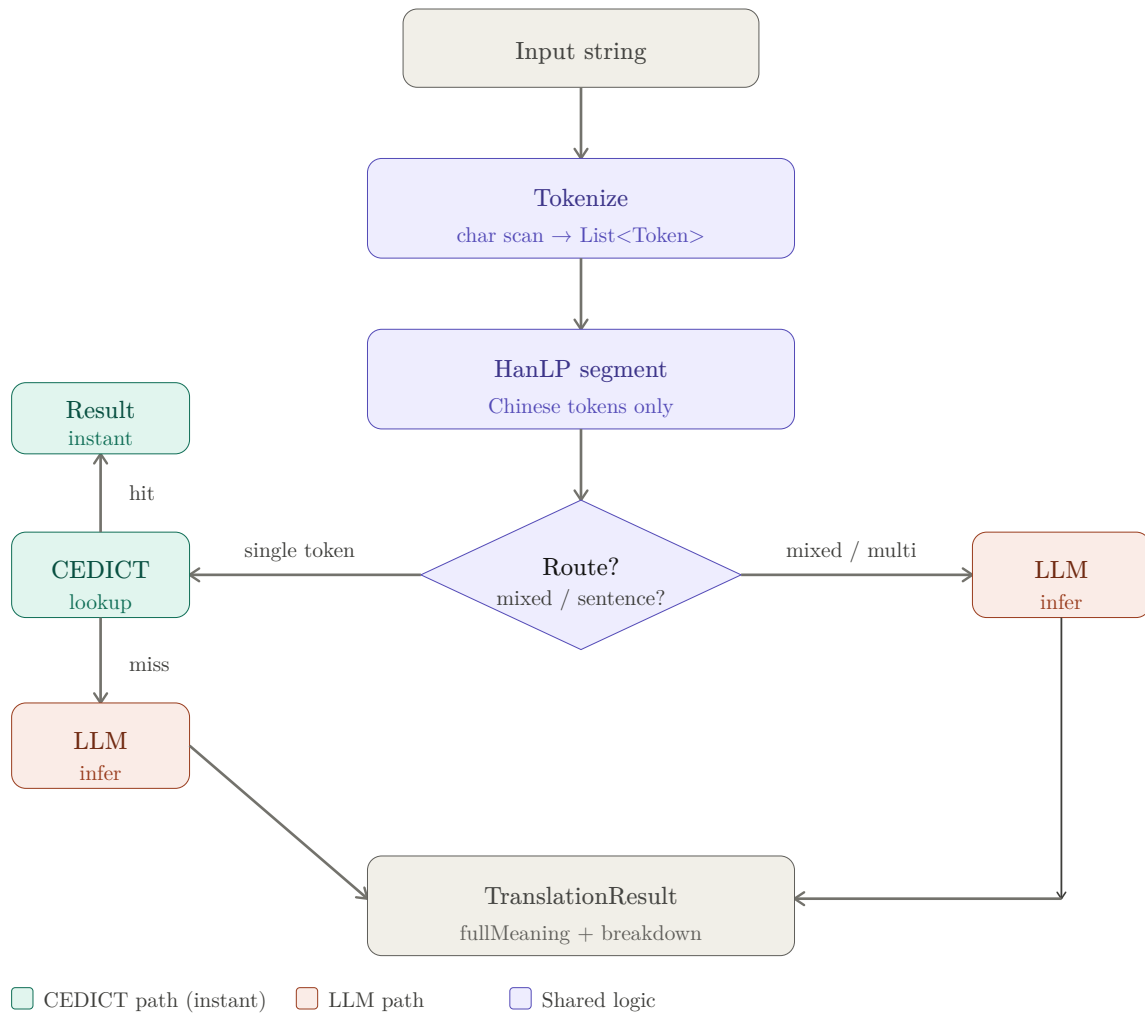 Input string
Tokenize
char scan → List<Token>
HanLP segment
Chinese tokens only
Result
instant
hit
single token
mixed / multi
CEDICT
lookup
Route?
mixed / sentence?
LLM
infer
miss
LLM
infer
TranslationResult
fullMeaning + breakdown
CEDICT path (instant)
LLM path
Shared logic